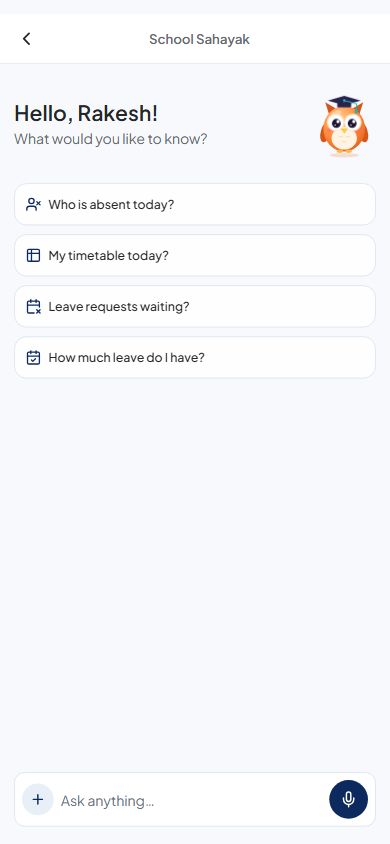 School Sahayak
Hello, Rakesh!
What would you like to know?
Who is absent today?
My timetable today?
Leave requests waiting?
How much leave do I have?
Ask anything...